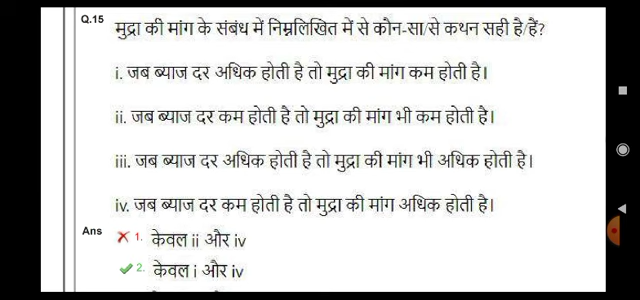 Q.15 मुद्रा की मांग के संबंध में निम्नलिखित में से कौन-सा/से कथन सही है/हैं?
i. जब ब्याज दर अधिक होती है तो मुद्रा की मांग कम होती है।
ii. जब ब्याज दर कम होती है तो मुद्रा की मांग भी कम होती है।
iii. जब ब्याज दर अधिक होती है तो मुद्रा की मांग भी अधिक होती है।
iv. जब ब्याज दर कम होती है तो मुद्रा की मांग अधिक होती है।
Ans 1. केवल ii और iv
2. केवल i और iv